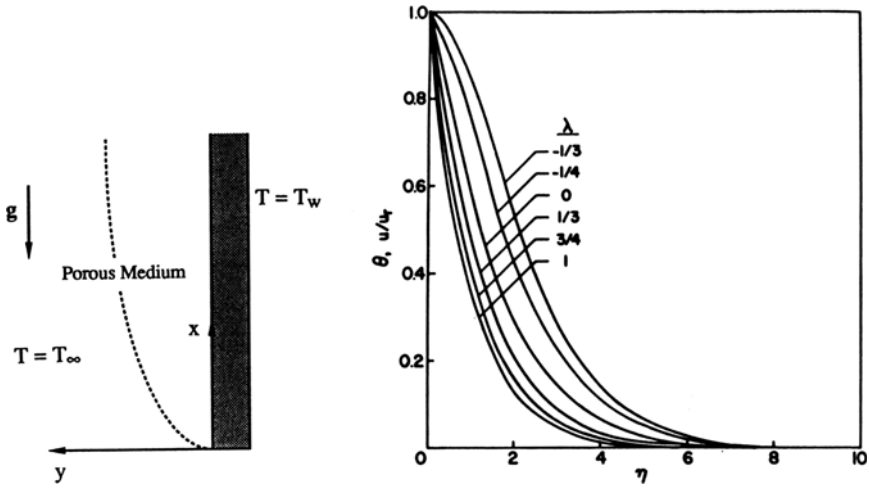 g
T = T_W
Porous Medium
x
T = T_∞
y
1.0
0.8
0.6
0.4
0.2
0
2
4
6
8
10
θ, u/u_r
η
λ
-1/3
-1/4
0
1/3
3/4
1